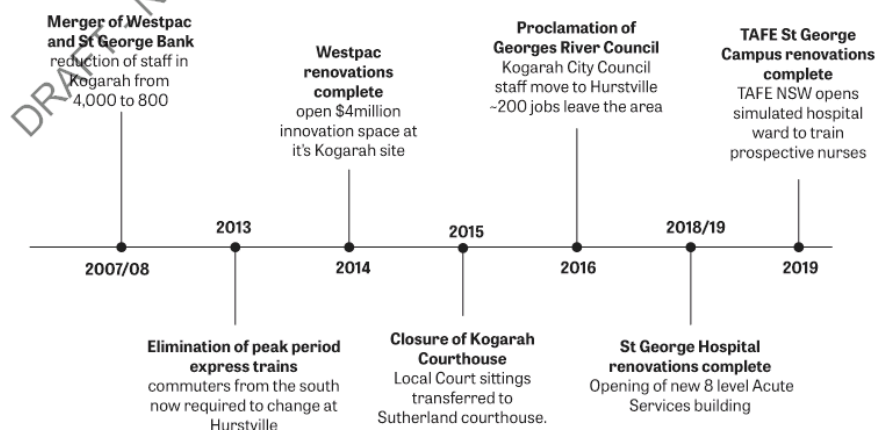 Merger of Westpac
and St George Bank
reduction of staff in
Kogarah from
4,000 to 800
Westpac
renovations
complete
open $4million
innovation space at
it's Kogarah site
Proclamation of
Georges River Council
Kogarah City Council
staff move to Hurstville
~200 jobs leave the area
TAFE St George
Campus renovations
complete
TAFE NSW opens
simulated hospital
ward to train
prospective nurses
DRAFT - N
2013
2015
2018/19
2007/08
2014
2016
2019
Elimination of peak period
express trains
commuters from the south
now required to change at
Hurstville
Closure of Kogarah
Courthouse
Local Court sittings
transferred to
Sutherland courthouse.
St George Hospital
renovations complete
Opening of new 8 level Acute
Services building